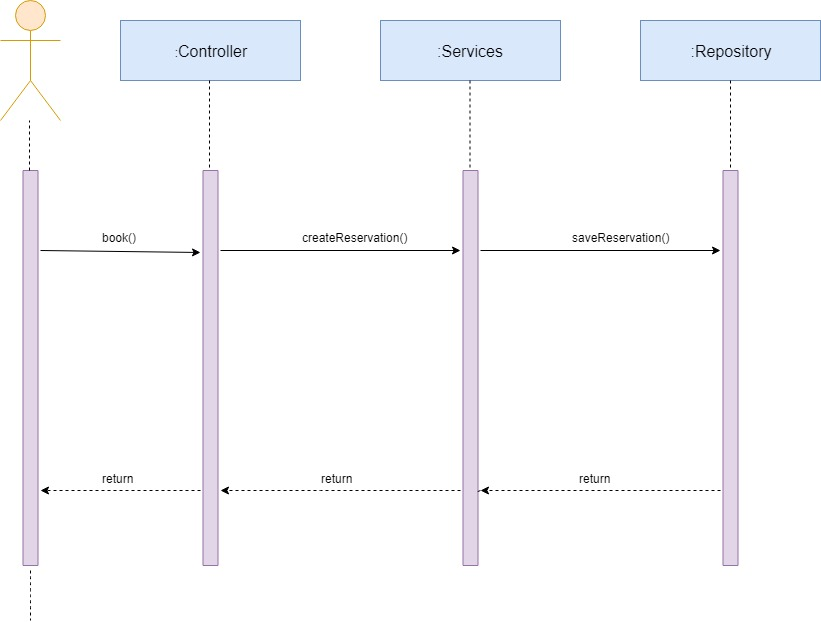 :Controller
:Services
:Repository
book()
createReservation()
saveReservation()
return
return
return